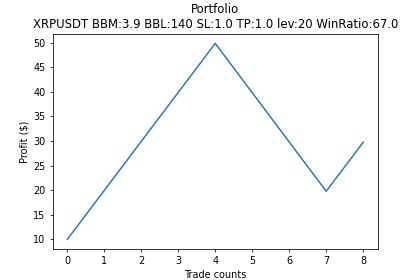 Portfolio
XRPUSDT BBM:3.9 BBL:140 SL:1.0 TP:1.0 lev:20 WinRatio:67.0
50
45
40
35
30
25
20
15
10
Profit ($)
0 1 2 3 4 5 6 7 8
Trade counts